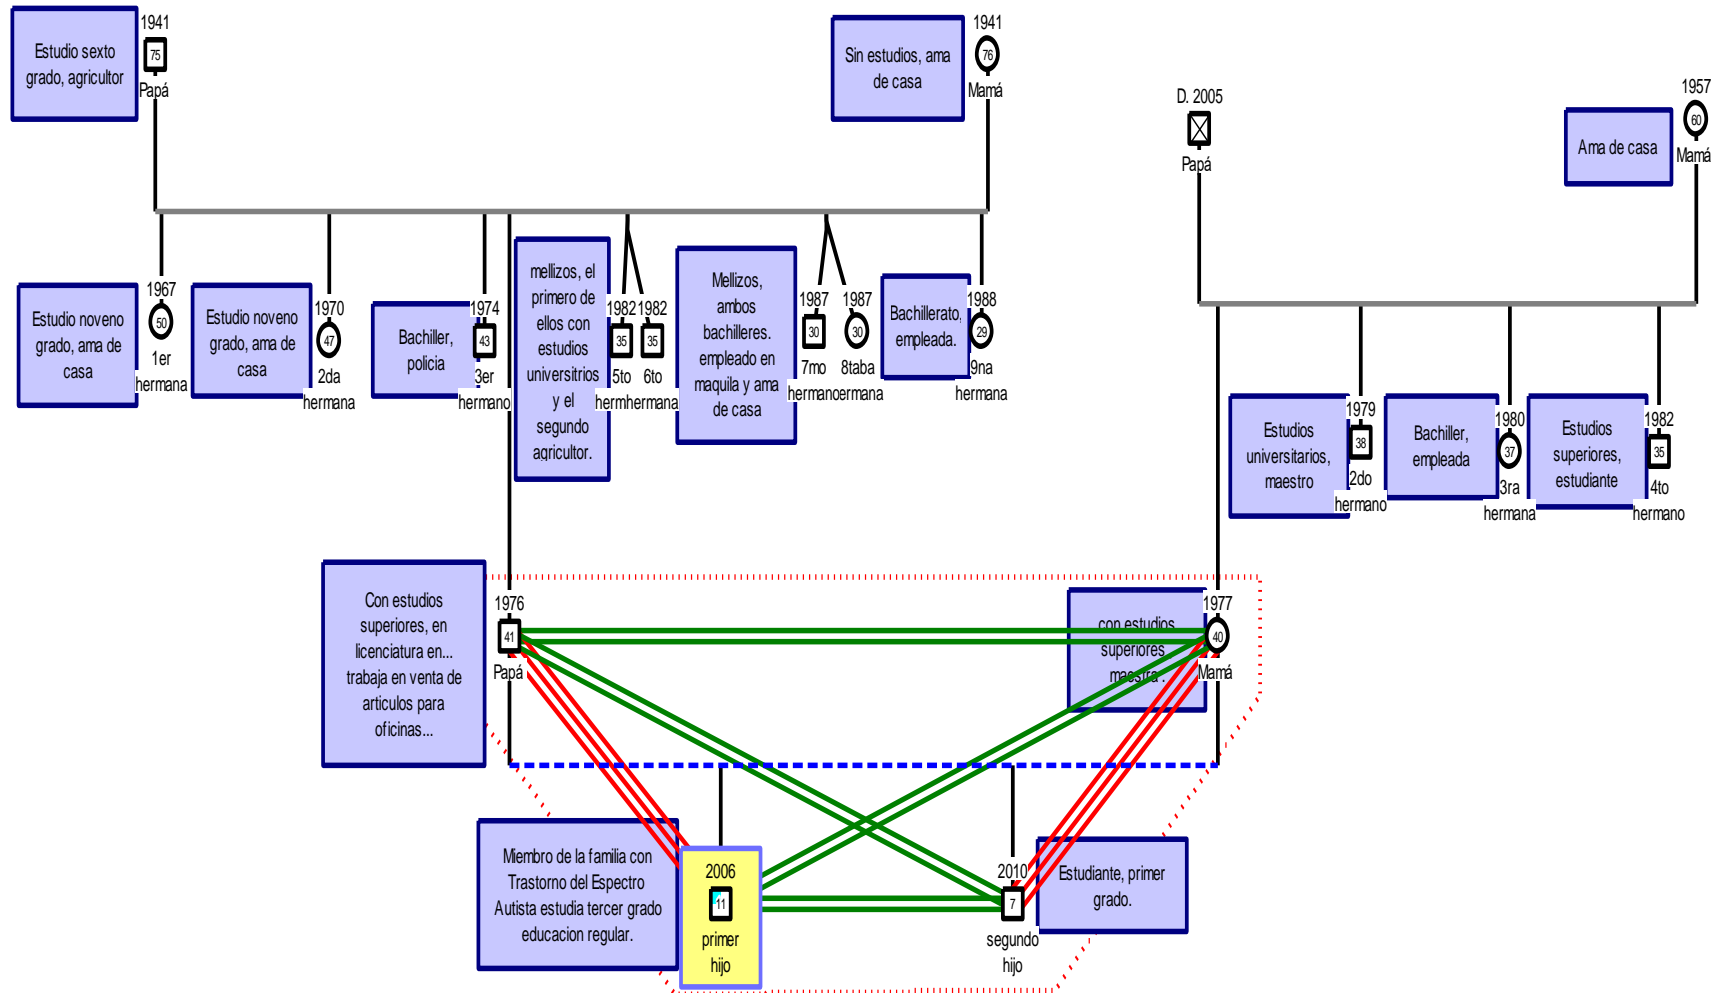 1941
Estudio sexto
grado, agricultor
75
Papá
1941
Sin estudios, ama
de casa
76
Mamá
D. 2005
Papá
1957
Ama de casa
60
Mamá
1967
Estudio noveno
grado, ama de
casa
50
1er
hermana
1970
Estudio noveno
grado, ama de
casa
47
2da
hermana
1974
Bachiller,
policia
43
3er
hermano
mellizos, el
primero de
ellos con
estudios
universitrios
y el
segundo
agricultor.
1982
35
5to
hermh
1982
35
6to
hermana
Mellizos,
ambos
bachilleres.
empleado en
maquila y ama
de casa
1987
30
7mo
hermano
1987
30
8taba
ermana
Bachillerato,
empleada.
1988
29
9na
hermana
Estudios
universitarios,
maestro
1979
38
2do
hermano
Bachiller,
empleada
1980
37
3ra
hermana
Estudios
superiores,
estudiante
1982
35
4to
hermano
Con estudios
superiores, en
licenciatura en...
trabaja en venta de
articulos para
oficinas...
1976
41
Papá
con estudios
superiores
maestra .
1977
40
Mamá
Miembro de la familia con
Trastorno del Espectro
Autista estudia tercer grado
educacion regular.
2006
11
primer
hijo
2010
7
segundo
hijo
Estudiante, primer
grado.